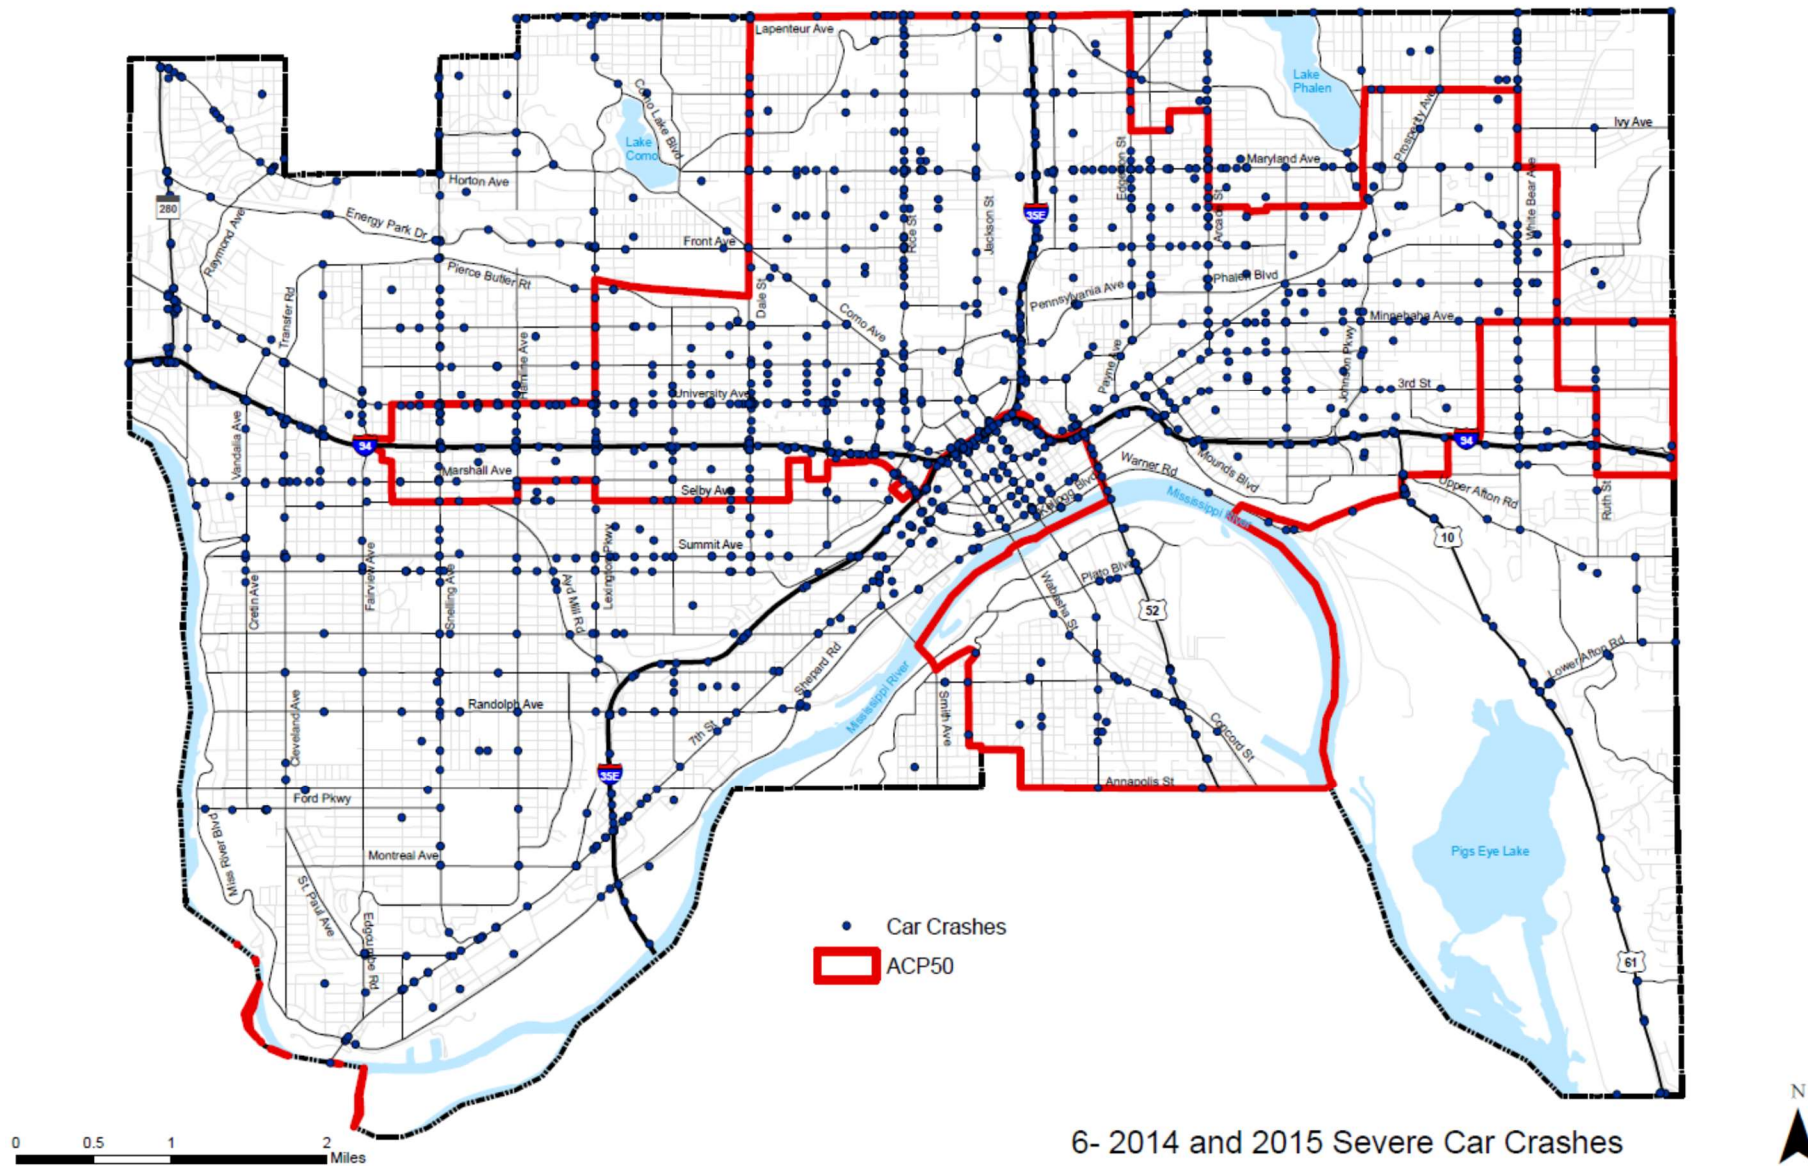 Lapenteur Ave
Lake
Phalen
Como Lake Blvd
Lake
Como
Prosperity Ave
Ivy Ave
Maryland Ave
Edgerton St
Horton Ave
White Bear Ave
280
Energy Park Dr
Raymond Ave
35E
Rice St
Jackson St
Arcade St
Front Ave
Pierce Butler Rt
Phalen Blvd
Dale St
Pennsylvania Ave
Transfer Rd
Como Ave
Minnehaha Ave
Hamline Ave
Payne Ave
Johnson Pkwy
University Ave
3rd St
Vandalia Ave
94
94
Marshall Ave
Warner Rd
Mounds Blvd
Selby Ave
Kellogg Blvd
Mississippi River
Upper Afton Rd
Ruth St
Summit Ave
10
Cretin Ave
Fairview Ave
Snelling Ave
Ayd Mill Rd
Lexington Pkwy
Plato Blvd
Wabasha St
52
Shepard Rd
Mississippi River
Lower Afton Rd
Cleveland Ave
Randolph Ave
7th St
Smith Ave
Concord St
35E
Annapolis St
Ford Pkwy
Miss River Blvd
Montreal Ave
Pigs Eye Lake
St. Paul Ave
Edgcumbe Rd
Car Crashes
ACP50
61
N
0 0.5 1 2
Miles
6- 2014 and 2015 Severe Car Crashes